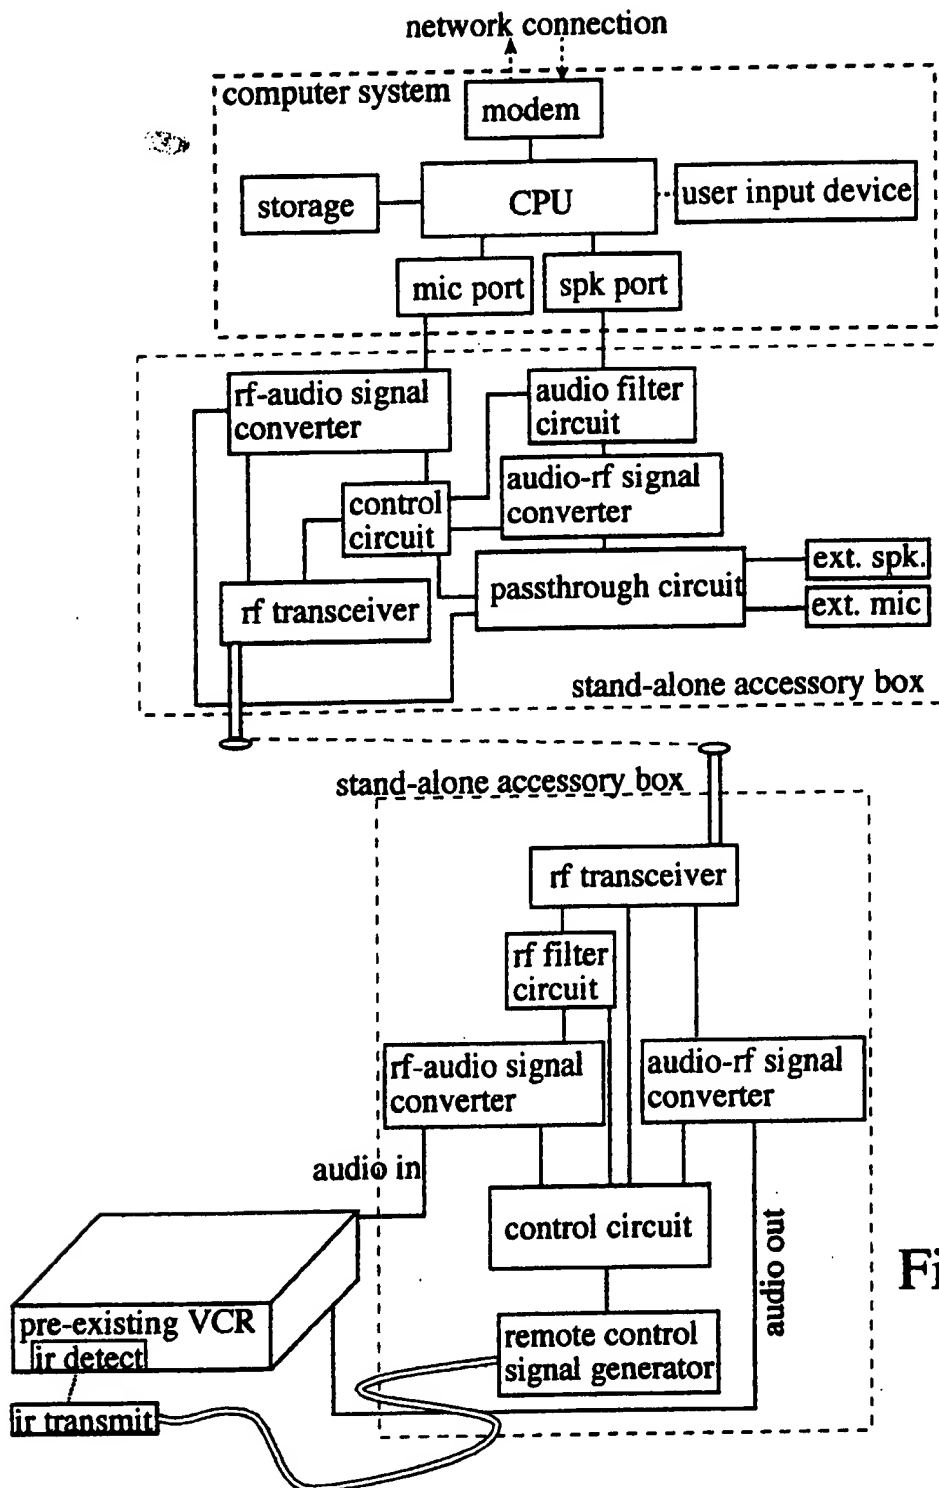 network connection
computer system
modem
storage
CPU
user input device
mic port
spk port
rf-audio signal
converter
audio filter
circuit
control
circuit
audio-rf signal
converter
rf transceiver
passthrough circuit
ext. spk.
ext. mic
stand-alone accessory box
stand-alone accessory box
rf transceiver
rf filter
circuit
rf-audio signal
converter
audio-rf signal
converter
audio in
control circuit
audio out
pre-existing VCR
ir detect
ir transmit
remote control
signal generator
Fi